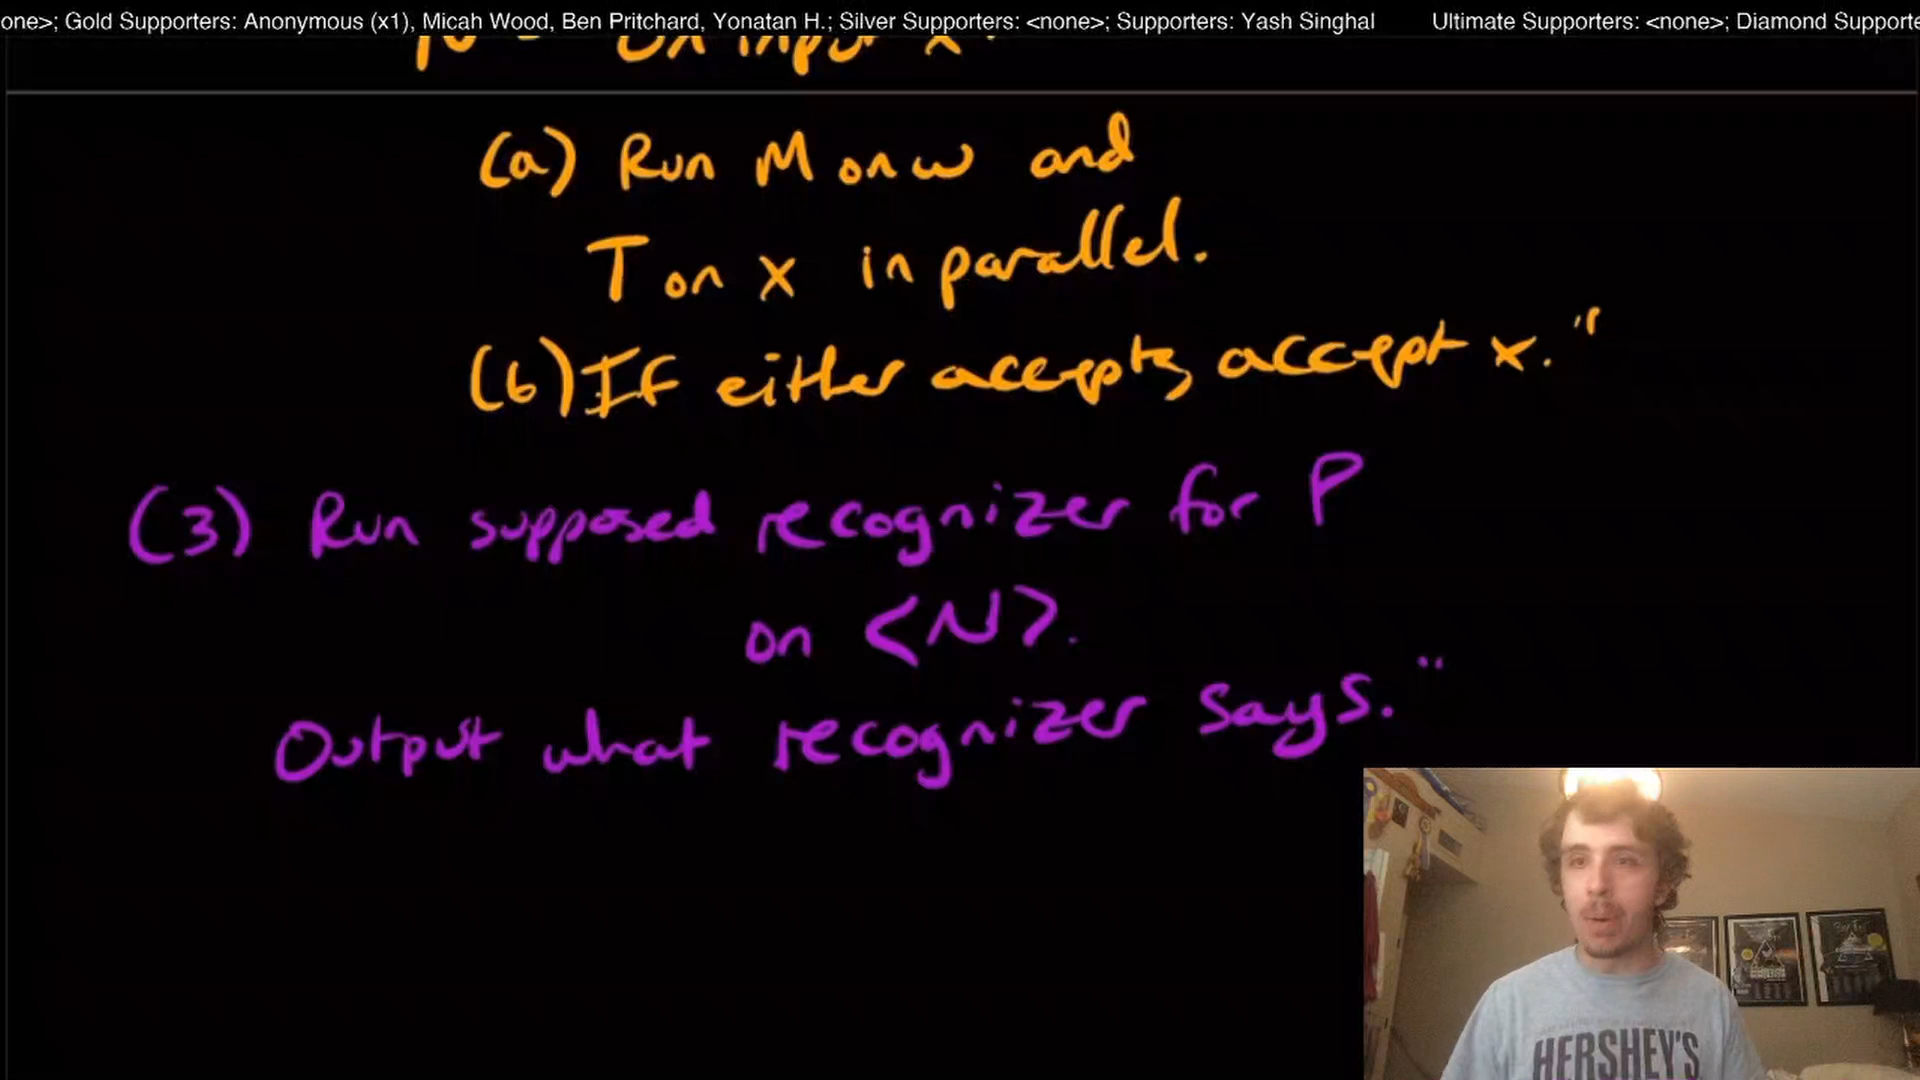 one>; Gold Supporters: Anonymous (x1), Micah Wood, Ben Pritchard, Yonatan H.; Silver Supporters: <none>; Supporters: Yash Singhal Ultimate Supporters: <none>; Diamond Supporte
on input x
(a) Run M on w and
T on x in parallel.
(b) If either accepts, accept x."
(3) Run supposed recognizer for P
on <N>.
Output what recognizer says."
HERSHEY'S